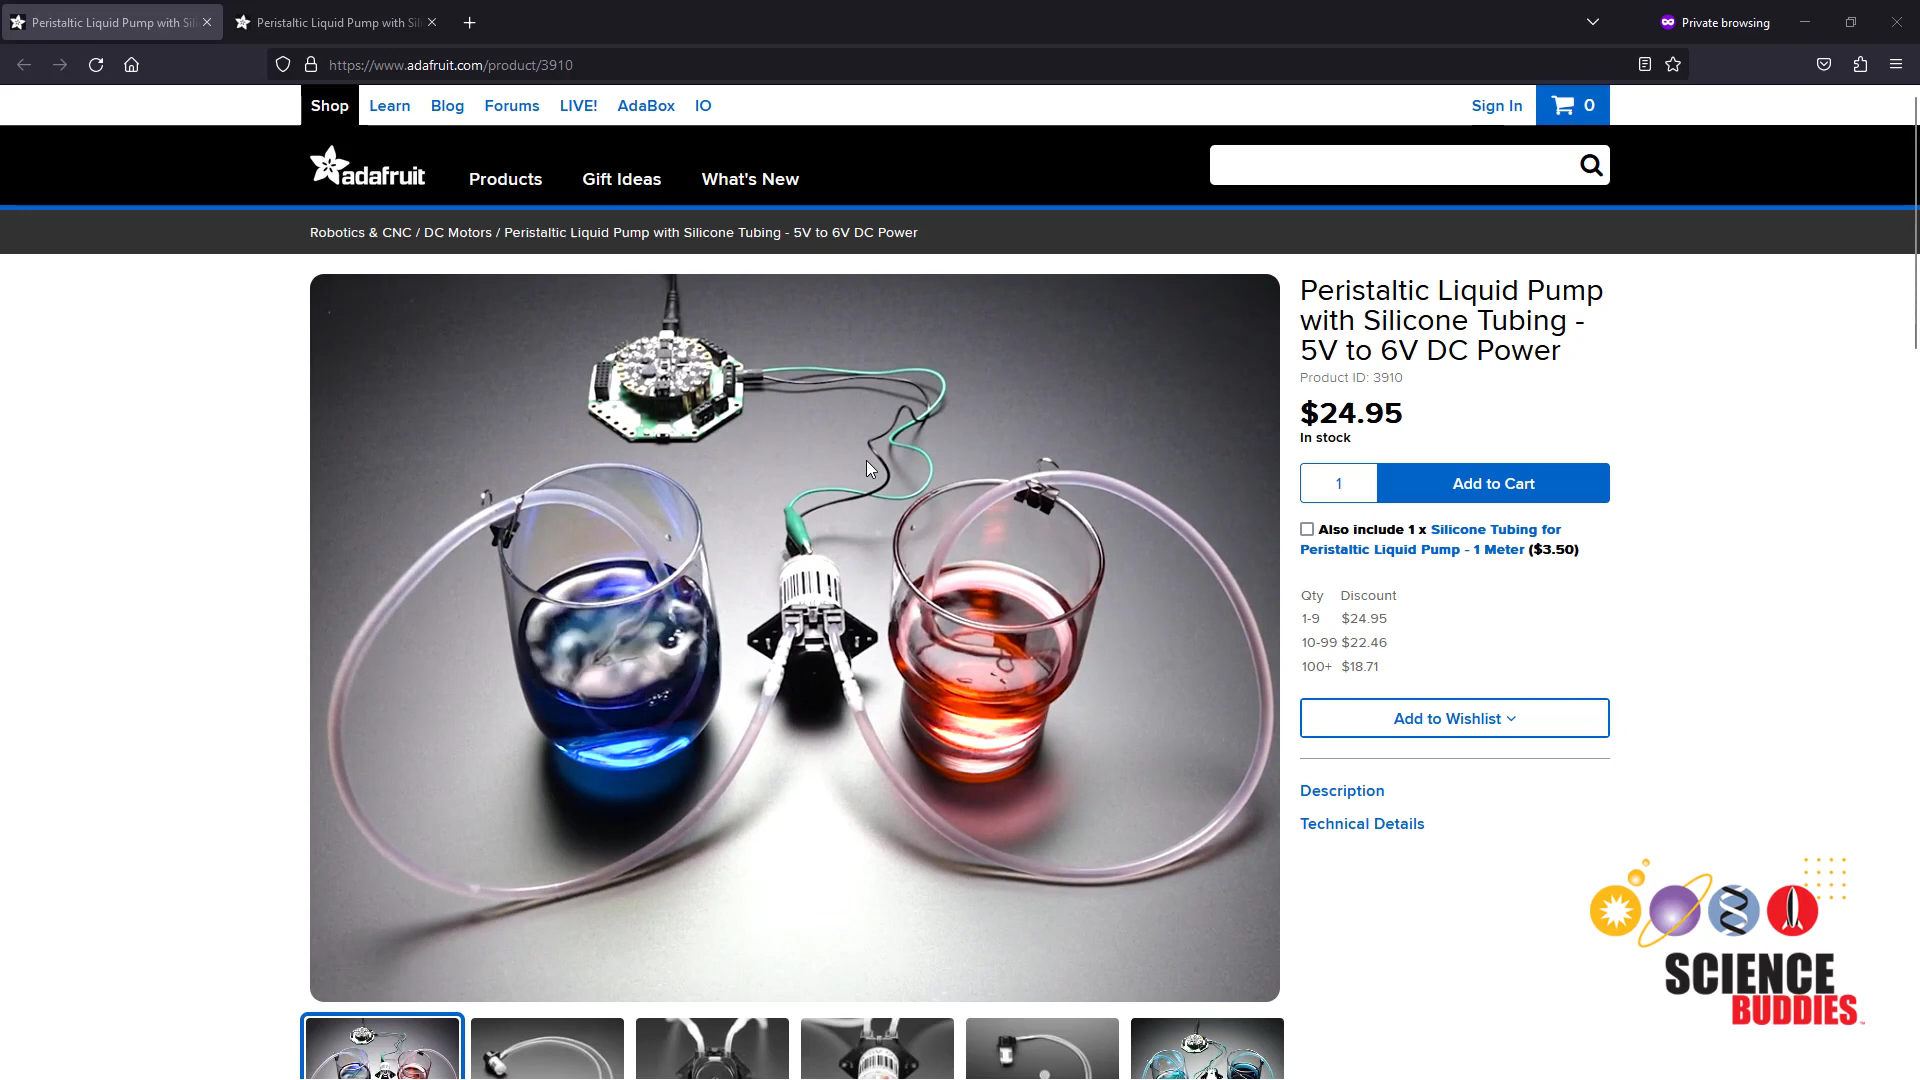 Peristaltic Liquid Pump with Sili
Peristaltic Liquid Pump with Sili
Private browsing
https://www.adafruit.com/product/3910
Shop Learn Blog Forums LIVE! AdaBox IO Sign In 0
adafruit Products Gift Ideas What's New
Robotics & CNC / DC Motors / Peristaltic Liquid Pump with Silicone Tubing - 5V to 6V DC Power
Peristaltic Liquid Pump
with Silicone Tubing -
5V to 6V DC Power
Product ID: 3910
$24.95
In stock
1 Add to Cart
Also include 1 x Silicone Tubing for
Peristaltic Liquid Pump - 1 Meter ($3.50)
Qty Discount
1-9 $24.95
10-99 $22.46
100+ $18.71
Add to Wishlist
Description
Technical Details
SCIENCE
BUDDIES